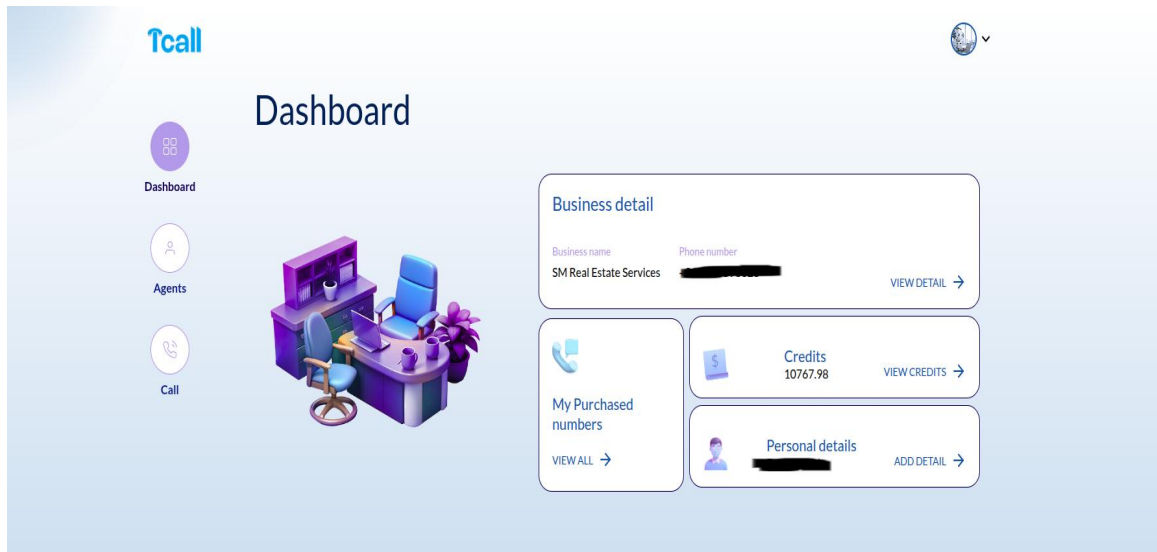 Tcall
Dashboard
Dashboard
Agents
Call
Business detail
Business name Phone number
SM Real Estate Services
VIEW DETAIL →
My Purchased
numbers
VIEW ALL →
Credits
10767.98
VIEW CREDITS →
Personal details
ADD DETAIL →